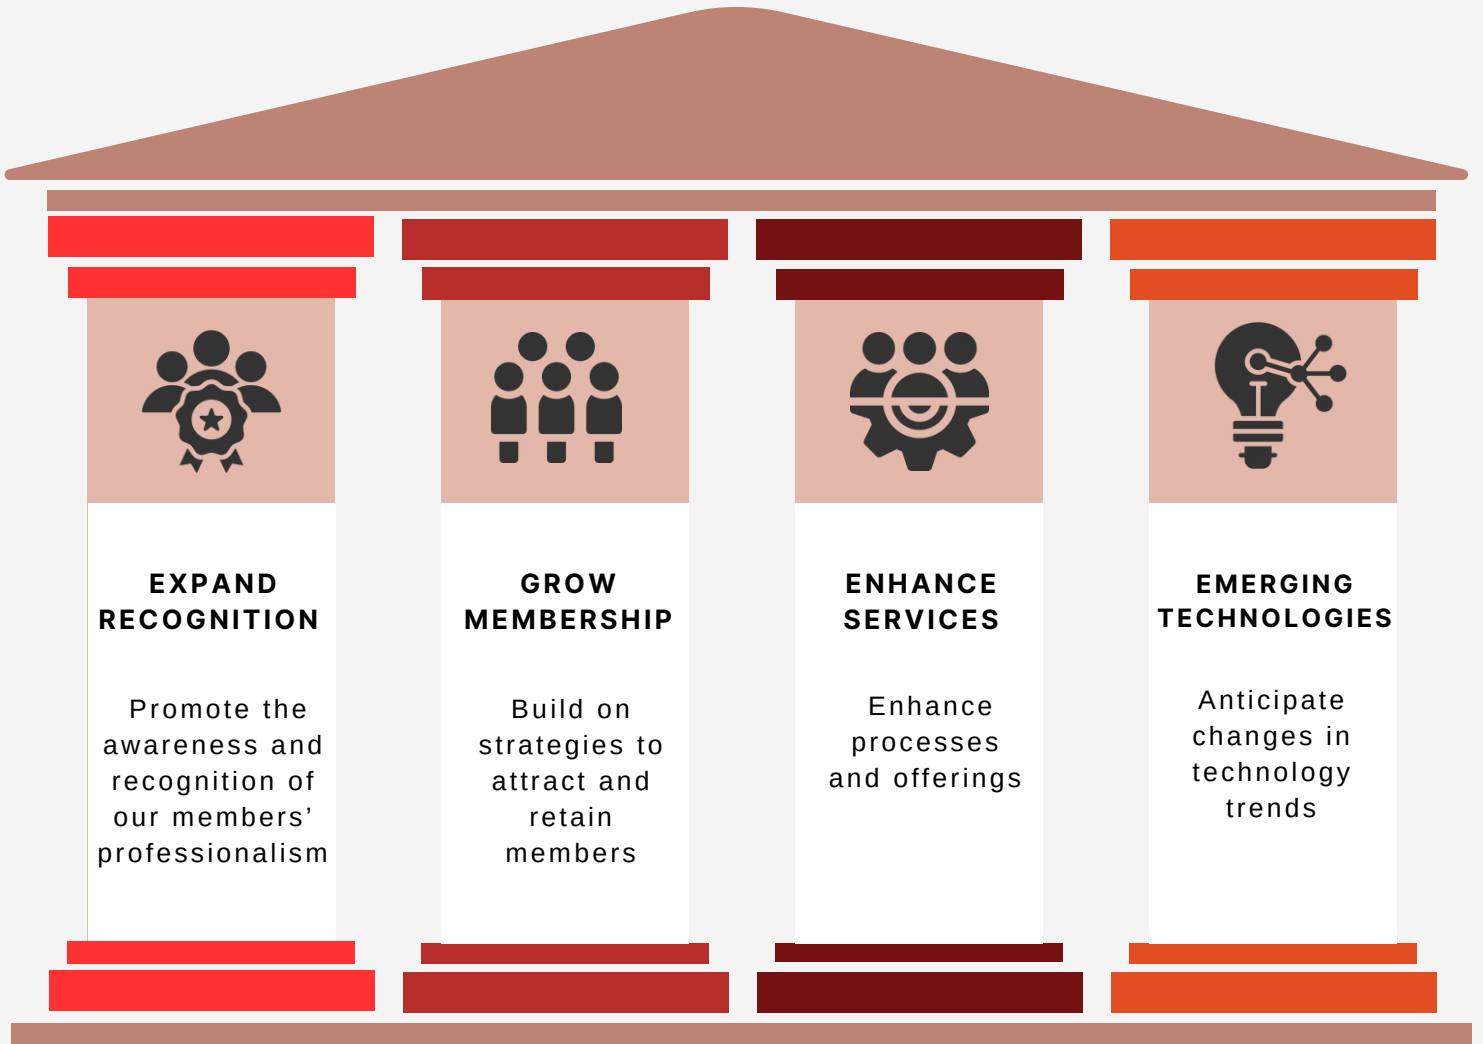 EXPAND
RECOGNITION
Promote the
awareness and
recognition of
our members’
professionalism
GROW
MEMBERSHIP
Build on
strategies to
attract and
retain
members
ENHANCE
SERVICES
Enhance
processes
and offerings
EMERGING
TECHNOLOGIES
Anticipate
changes in
technology
trends